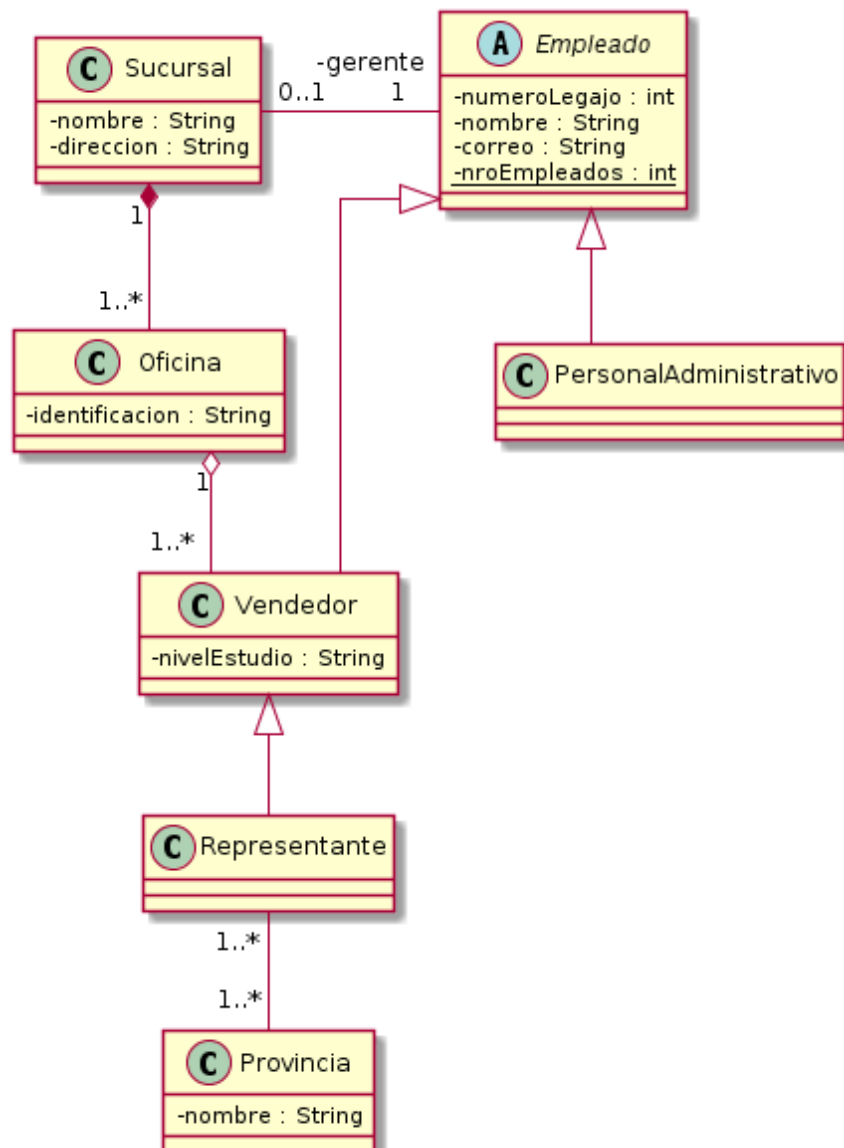 C Sucursal
-nombre : String
-direccion : String
-gerente
0..1 1
A Empleado
-numeroLegajo : int
-nombre : String
-correo : String
-nroEmpleados : int
1
1..*
C Oficina
-identificacion : String
C PersonalAdministrativo
1
1..*
C Vendedor
-nivelEstudio : String
C Representante
1..*
1..*
C Provincia
-nombre : String